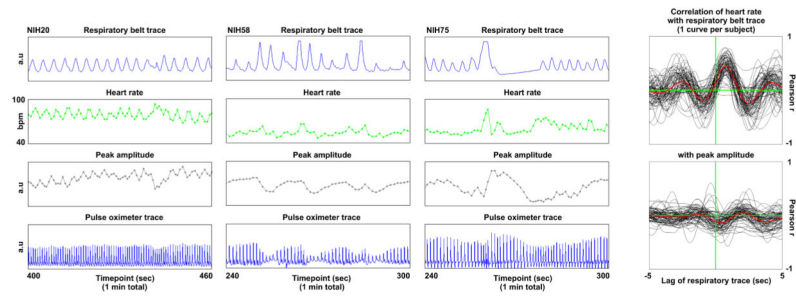 NIH20 Respiratory belt trace
a.u
Heart rate
100
bpm
40
Peak amplitude
a.u
Pulse oximeter trace
a.u
400 Timepoint (sec) 460
(1 min total)
NIH58 Respiratory belt trace
Heart rate
Peak amplitude
Pulse oximeter trace
240 Timepoint (sec) 300
(1 min total)
NIH75 Respiratory belt trace
Heart rate
Peak amplitude
Pulse oximeter trace
240 Timepoint (sec) 300
(1 min total)
Correlation of heart rate
with respiratory belt trace
(1 curve per subject)
1
Pearson r
-1
with peak amplitude
1
Pearson r
-1
-5 5
Lag of respiratory trace (sec)